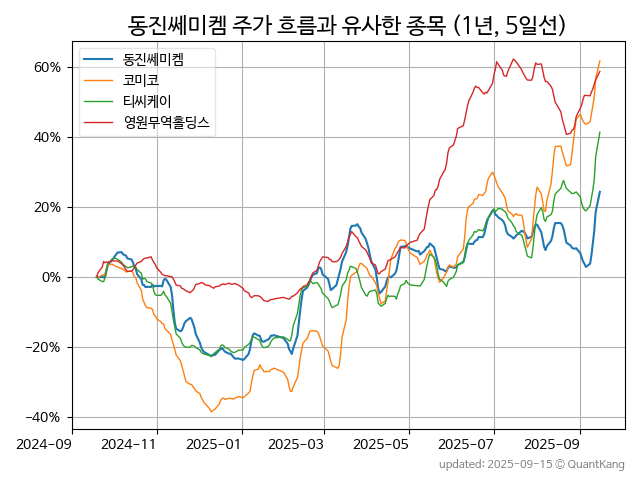 동진쎄미켐 주가 흐름과 유사한 종목 (1년, 5일선)
동진쎄미켐
코미코
티씨케이
영원무역홀딩스
60%
40%
20%
0%
−20%
−40%
2024-09
2024-11
2025-01
2025-03
2025-05
2025-07
2025-09
updated: 2025-09-15 © QuantKang